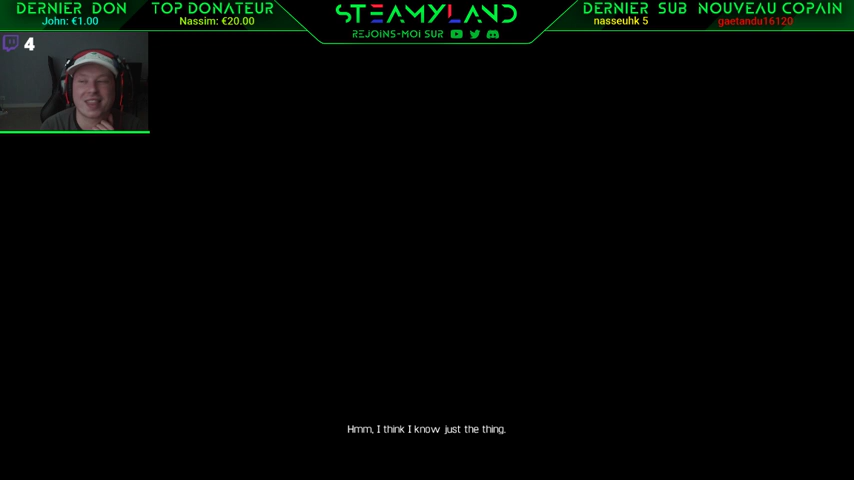 DERNIER DON
TOP DONATEUR
STEAMYLAND
DERNIER SUB
NOUVEAU COPAIN
John: €1.00
Nassim: €20.00
REJOINS-MOI SUR
nasseuhk 5
gaetandu16120
4
Hmm, I think I know just the thing.